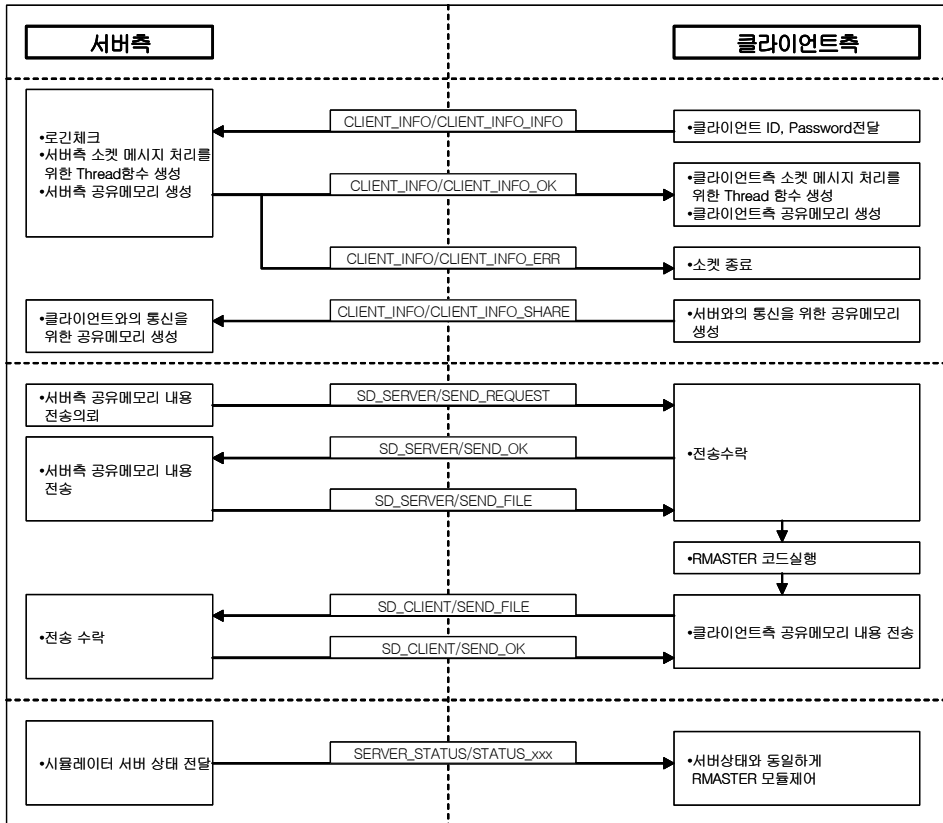 서버측
클라이언트측
•로긴체크
•서버측 소켓 메시지 처리를
위한 Thread함수 생성
•서버측 공유메모리 생성
CLIENT_INFO/CLIENT_INFO_INFO
•클라이언트 ID, Password전달
CLIENT_INFO/CLIENT_INFO_OK
•클라이언트측 소켓 메시지 처리를
위한 Thread 함수 생성
•클라이언트측 공유메모리 생성
CLIENT_INFO/CLIENT_INFO_ERR
•소켓 종료
•클라이언트와의 통신을
위한 공유메모리 생성
CLIENT_INFO/CLIENT_INFO_SHARE
•서버와의 통신을 위한 공유메모리
생성
•서버측 공유메모리 내용
전송의뢰
SD_SERVER/SEND_REQUEST
•서버측 공유메모리 내용
전송
SD_SERVER/SEND_OK
•전송수락
SD_SERVER/SEND_FILE
•RMASTER 코드실행
•전송 수락
SD_CLIENT/SEND_FILE
•클라이언트측 공유메모리 내용 전송
SD_CLIENT/SEND_OK
•시뮬레이터 서버 상태 전달
SERVER_STATUS/STATUS_xxx
•서버상태와 동일하게
RMASTER 모듈제어